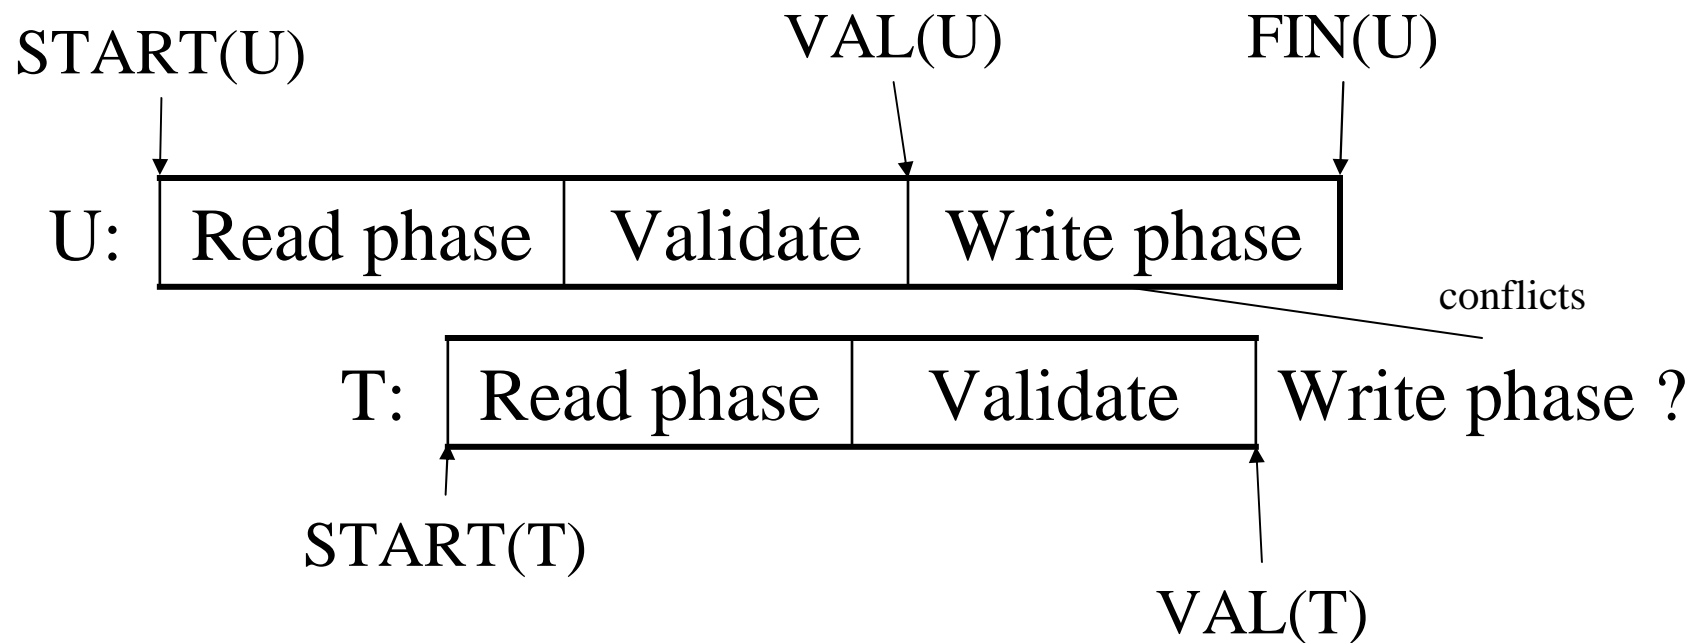 START(U) VAL(U) FIN(U)
U: Read phase Validate Write phase
conflicts
T: Read phase Validate Write phase ?
START(T)
VAL(T)